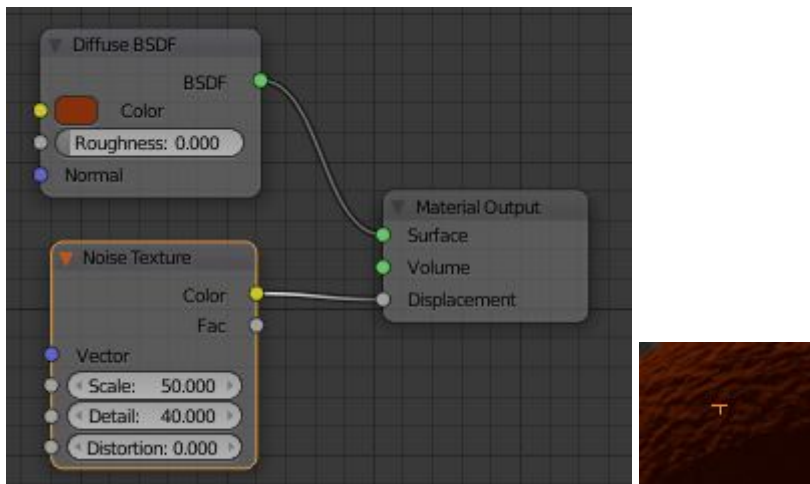 Diffuse BSDF
BSDF
Color
Roughness: 0.000
Normal
Material Output
Surface
Volume
Displacement
Noise Texture
Color
Fac
Vector
Scale: 50.000
Detail: 40.000
Distortion: 0.000